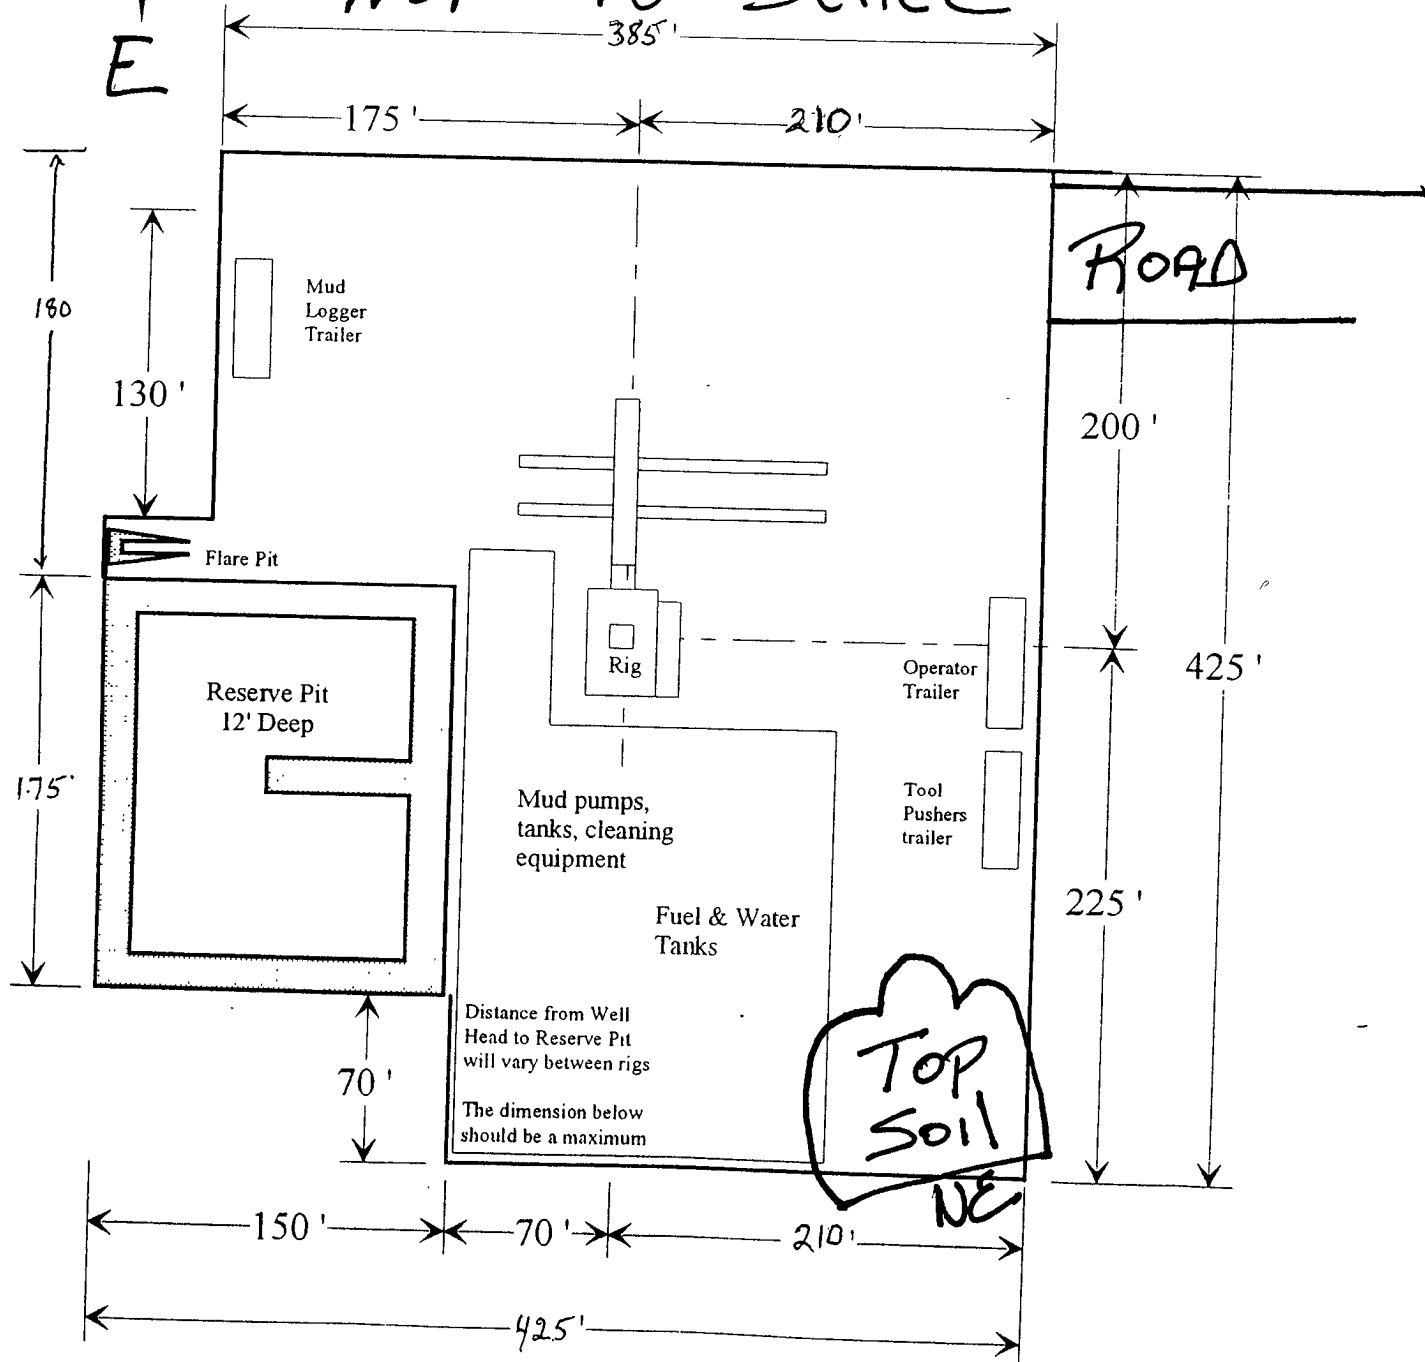 NOT TO SCALE
E
385'
175' 210'
180
130'
Mud
Logger
Trailer
ROAD
200'
425'
Flare Pit
Rig
Operator
Trailer
Reserve Pit
12' Deep
175'
Mud pumps,
tanks, cleaning
equipment
Tool
Pushers
trailer
225'
Fuel & Water
Tanks
Distance from Well
Head to Reserve Pit
will vary between rigs
The dimension below
should be a maximum
70'
TOP
SOIL
NE
150' 70' 210'
425'